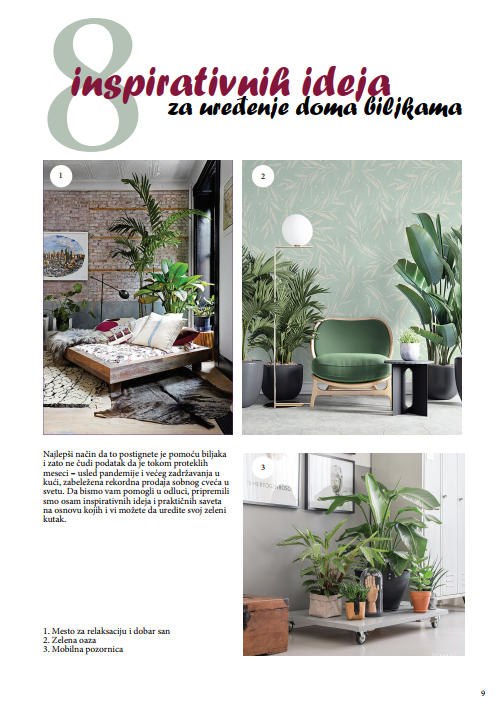 8
inspirativnih ideja
za uređenje doma biljkama
1
2
Najlepši način da to postignete je pomoću biljaka
i zato ne čudi podatak da je tokom proteklih
meseci – usled pandemije i većeg zadržavanja u
kući, zabeležena rekordna prodaja sobnog cveća u
svetu. Da bismo vam pomogli u odluci, pripremili
smo osam inspirativnih ideja i praktičnih saveta
na osnovu kojih i vi možete da uredite svoj zeleni
kutak.
3
1. Mesto za relaksaciju i dobar san
2. Zelena oaza
3. Mobilna pozornica
9